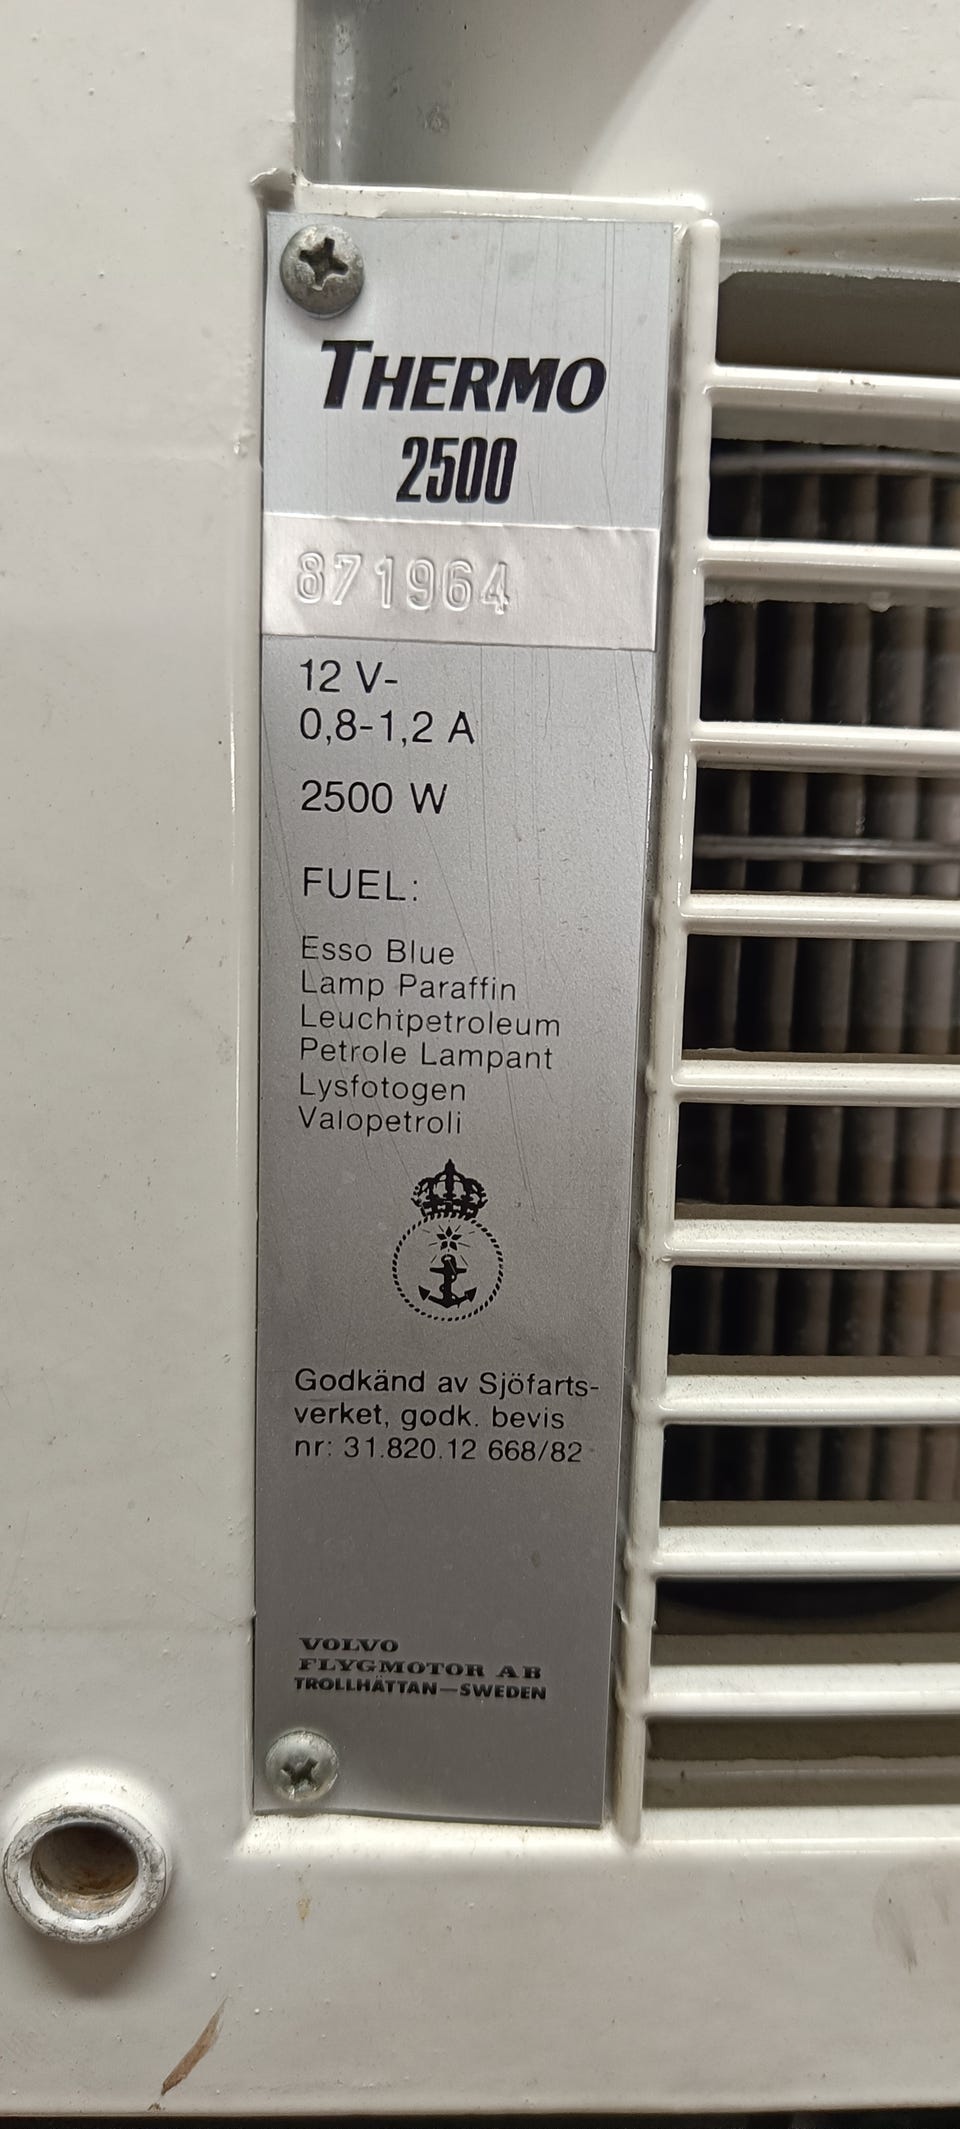 THERMO
2500
871964
12 V-
0,8-1,2 A
2500 W
FUEL:
Esso Blue
Lamp Paraffin
Leuchtpetroleum
Petrole Lampant
Lysfotogen
Valopetroli
Godkänd av Sjöfarts-
verket, godk. bevis
nr: 31.820.12 668/82
VOLVO
FLYGMOTOR AB
TROLLHÄTTAN—SWEDEN